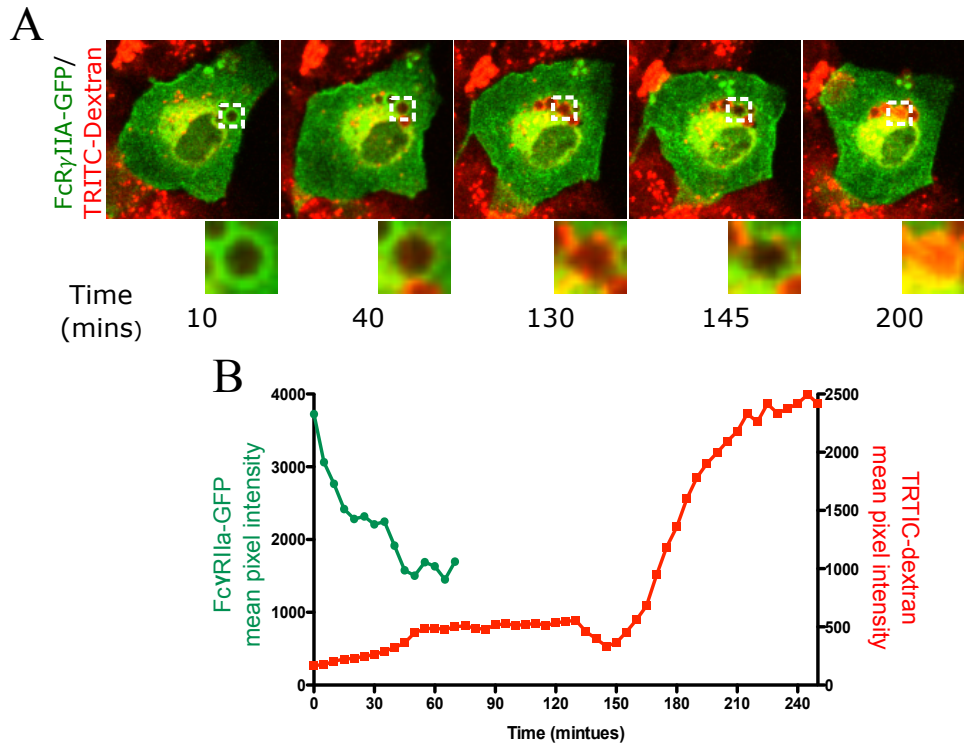 A
FcRγIIA-GFP/
TRITC-Dextran
Time
(mins)
10 40 130 145 200
B
4000
3000
2000
1000
0
FcγRIIa-GFP
mean pixel intensity
2500
2000
1500
1000
500
0
TRTIC-dextran
mean pixel intensity
0 30 60 90 120 150 180 210 240
Time (mintues)